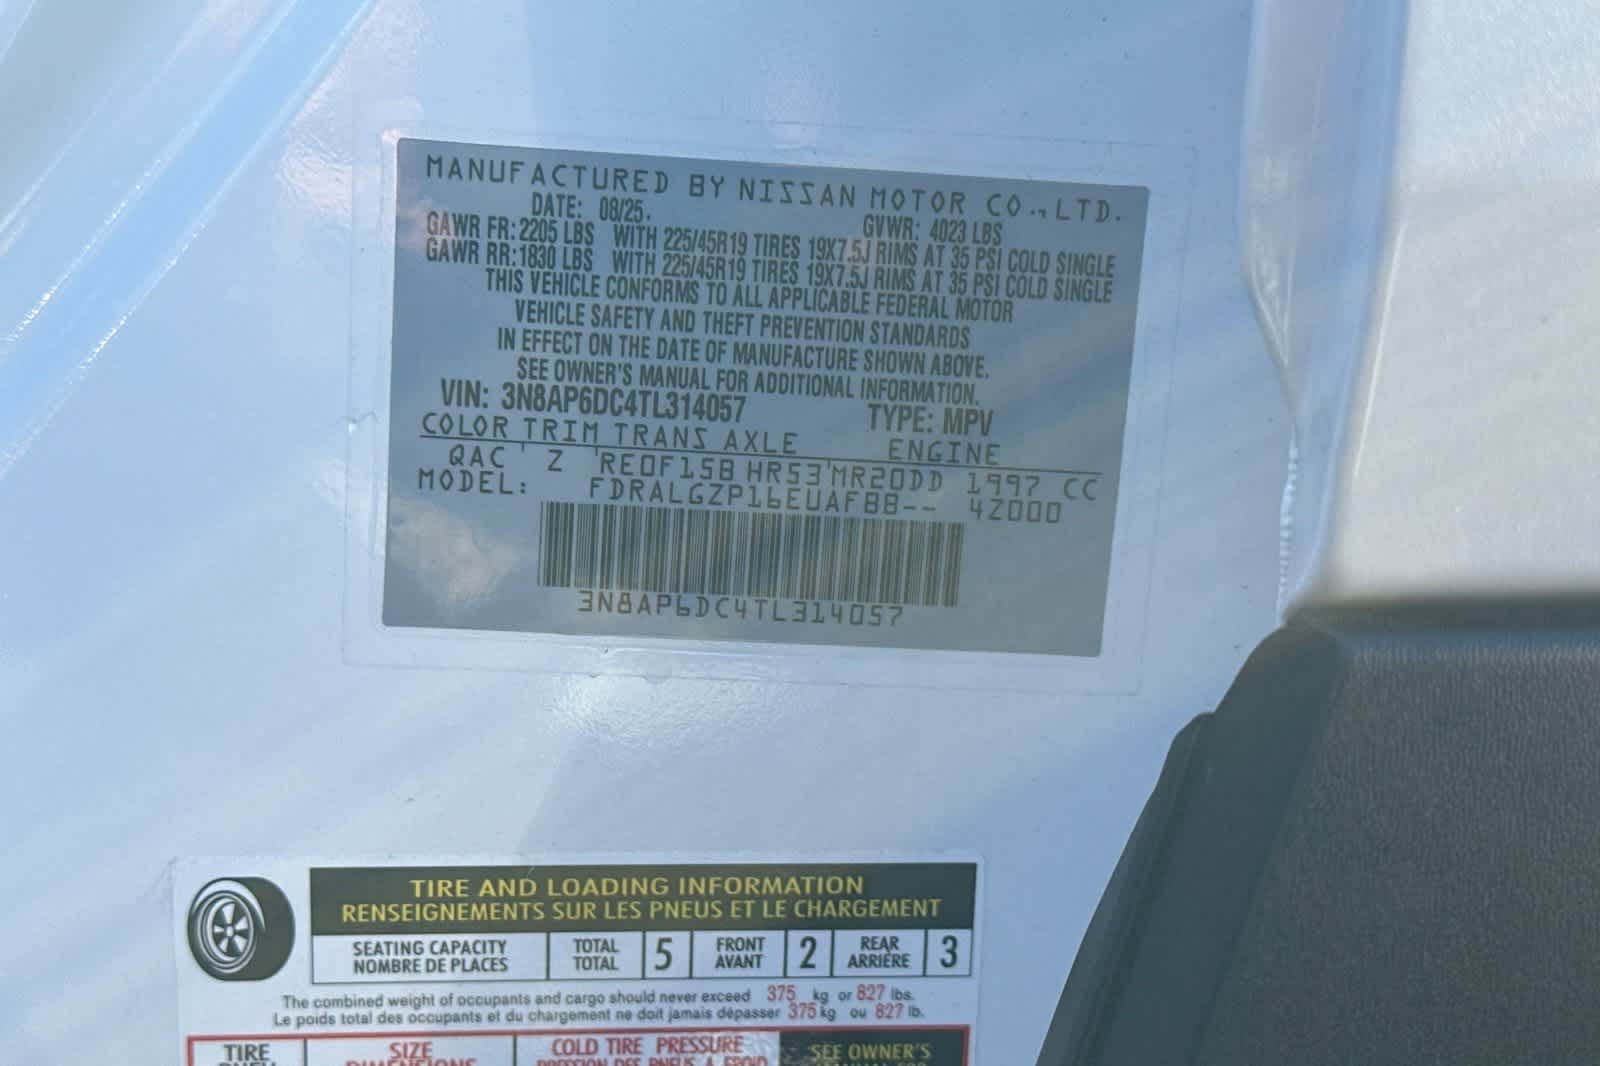 MANUFACTURED BY NISSAN MOTOR CO., LTD.
DATE: 08/25. GVWR: 4023 LBS
GAWR FR: 2205 LBS WITH 225/45R19 TIRES 19X7.5J RIMS AT 35 PSI COLD SINGLE
GAWR RR: 1830 LBS WITH 225/45R19 TIRES 19X7.5J RIMS AT 35 PSI COLD SINGLE
THIS VEHICLE CONFORMS TO ALL APPLICABLE FEDERAL MOTOR
VEHICLE SAFETY AND THEFT PREVENTION STANDARDS
IN EFFECT ON THE DATE OF MANUFACTURE SHOWN ABOVE.
SEE OWNER'S MANUAL FOR ADDITIONAL INFORMATION.
VIN: 3N8AP6DC4TL314057 TYPE: MPV
COLOR TRIM TRANS AXLE ENGINE
QAC Z RE0F15B HR53 MR20DD 1997 CC
MODEL: FDRALGZP16EUAFBB-- 4Z000
3N8AP6DC4TL314057
TIRE AND LOADING INFORMATION
RENSEIGNEMENTS SUR LES PNEUS ET LE CHARGEMENT
SEATING CAPACITY TOTAL 5 FRONT 2 REAR 3
NOMBRE DE PLACES TOTAL AVANT ARRIÈRE
The combined weight of occupants and cargo should never exceed 375 kg or 827 lbs.
Le poids total des occupants et du chargement ne doit jamais dépasser 375 kg ou 827 lb.
TIRE SIZE COLD TIRE PRESSURE SEE OWNER'S